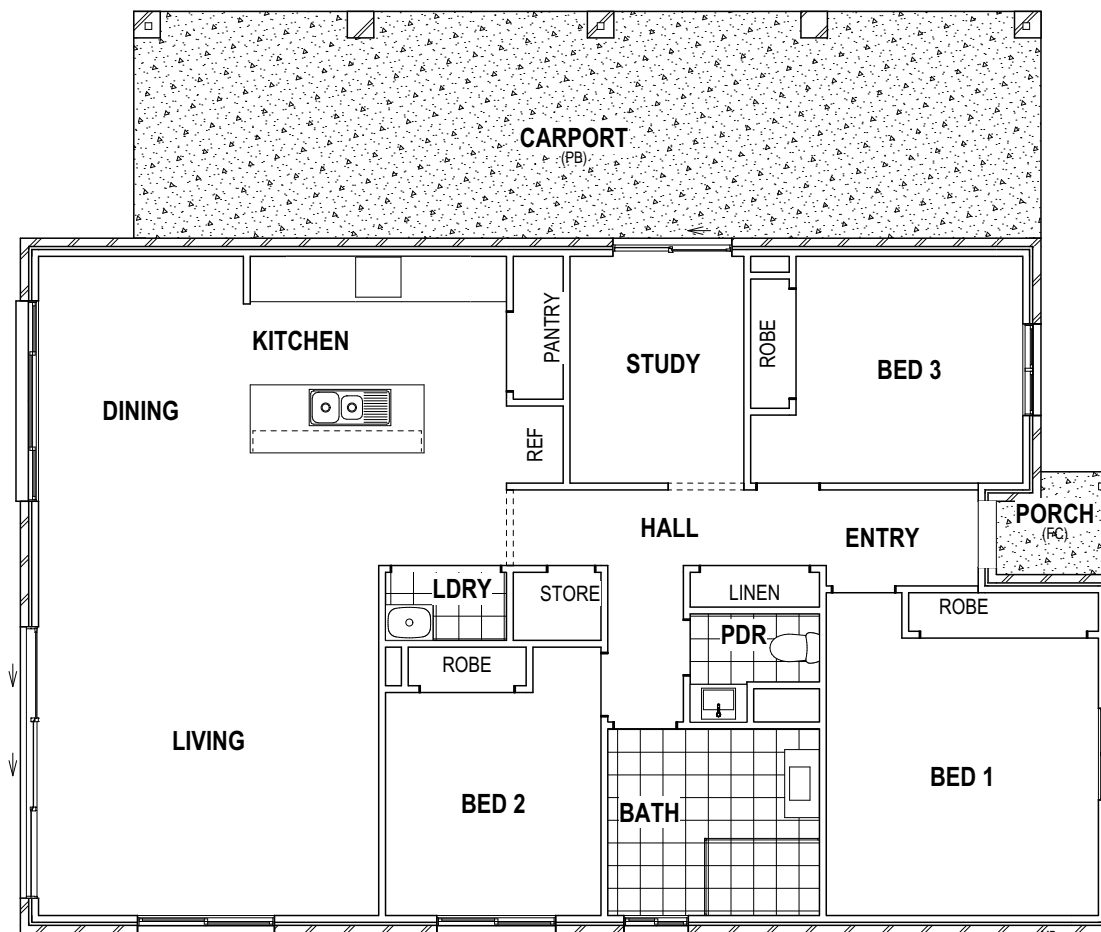 CARPORT
(PB)
KITCHEN
PANTRY
STUDY
ROBE
BED 3
DINING
REF
HALL
ENTRY
PORCH
(FC)
LDRY
STORE
LINEN
ROBE
PDR
ROBE
LIVING
BED 2
BATH
BED 1